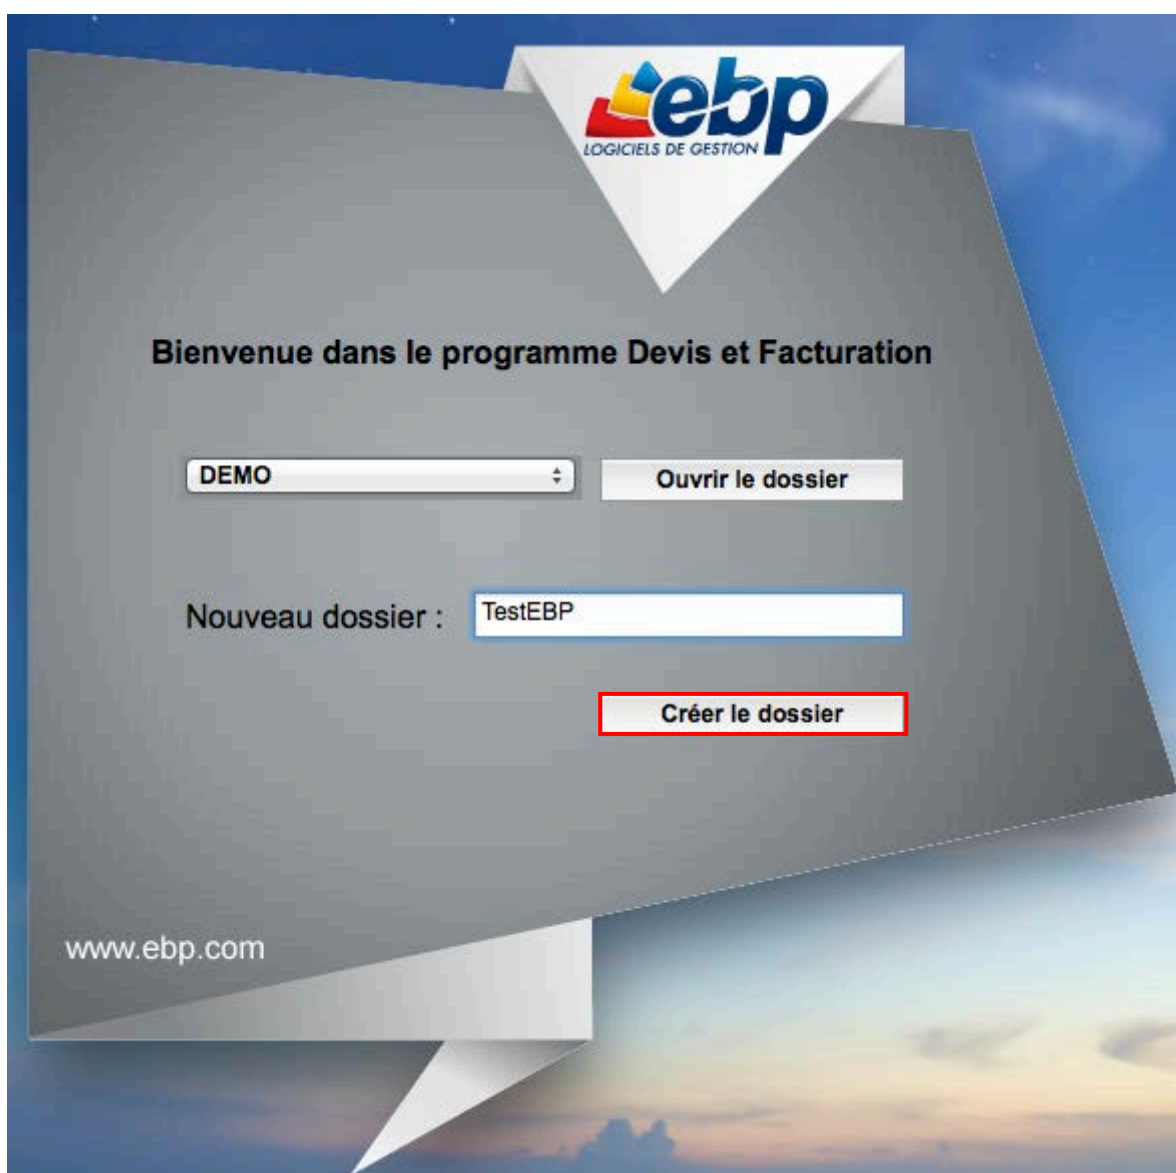 ebp
LOGICIELS DE GESTION
Bienvenue dans le programme Devis et Facturation
DEMO
Ouvrir le dossier
Nouveau dossier :
TestEBP
Créer le dossier
www.ebp.com